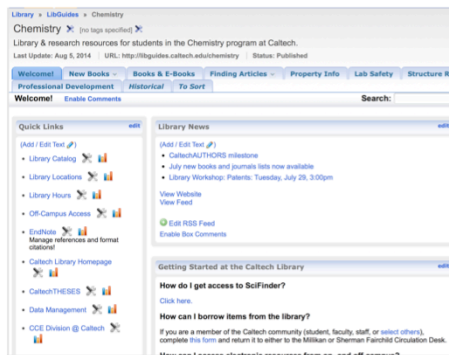 Library » LibGuides » Chemistry
Chemistry [no tags specified]
Library & research resources for students in the Chemistry program at Caltech.
Last Update: Aug 5, 2014 URL: http://libguides.caltech.edu/chemistry Status: Published
Welcome! New Books Books & E-Books Finding Articles Property Info Lab Safety Structure R
Professional Development Historical To Sort
Welcome! Enable Comments Search:
Quick Links edit
(Add / Edit Text)
• Library Catalog
• Library Locations
• Library Hours
• Off-Campus Access
• EndNote
Manage references and format
citations!
• Caltech Library Homepage
• CaltechTHESES
• Data Management
• CCE Division @ Caltech
Library News edit
(Add / Edit Text)
• CaltechAUTHORS milestone
• July new books and journals lists now available
• Library Workshop: Patents: Tuesday, July 29, 3:00pm
View Website
View Feed
Edit RSS Feed
Enable Box Comments
Getting Started at the Caltech Library edit
How do I get access to SciFinder?
Click here.
How can I borrow items from the library?
If you are a member of the Caltech community (student, faculty, staff, or select others),
complete this form and return it to either to the Millikan or Sherman Fairchild Circulation Desk.